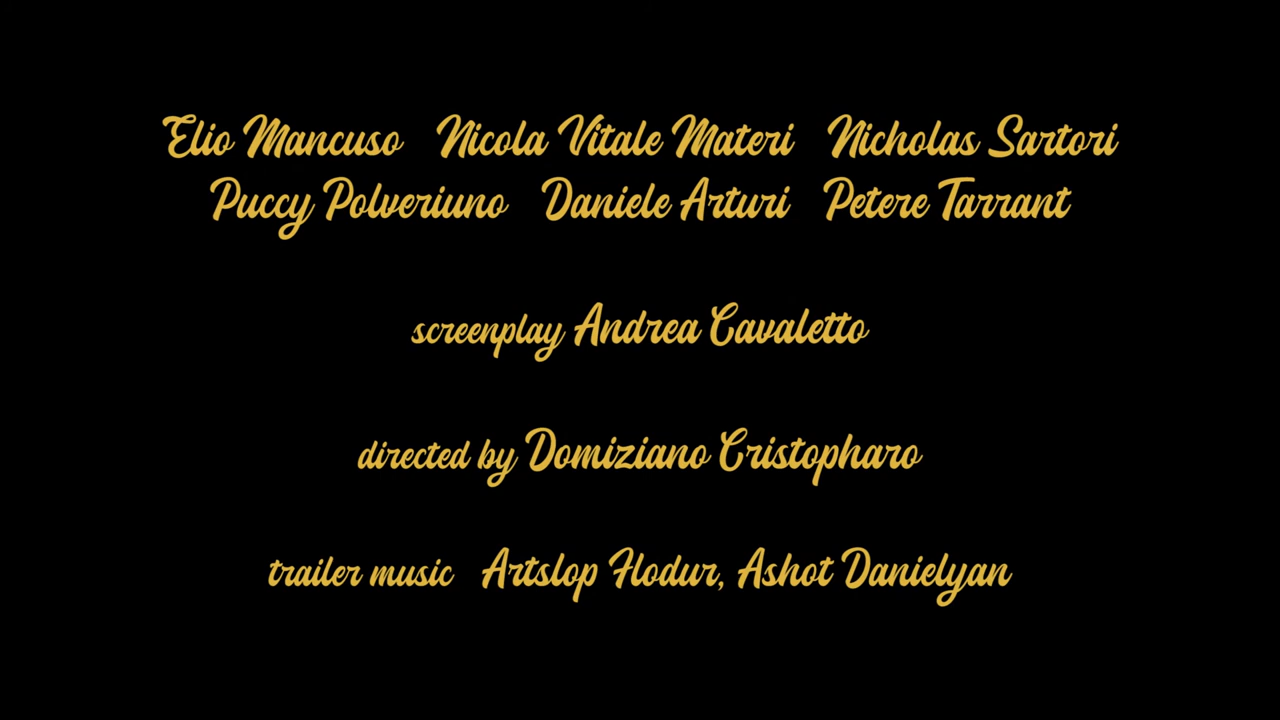 Elio Mancuso Nicola Vitale Materi Nicholas Sartori
Puccy Polveriuno Daniele Arturi Petere Tarrant
screenplay Andrea Cavaletto
directed by Domiziano Cristopharo
trailer music Artslop Flodur, Ashot Danielyan